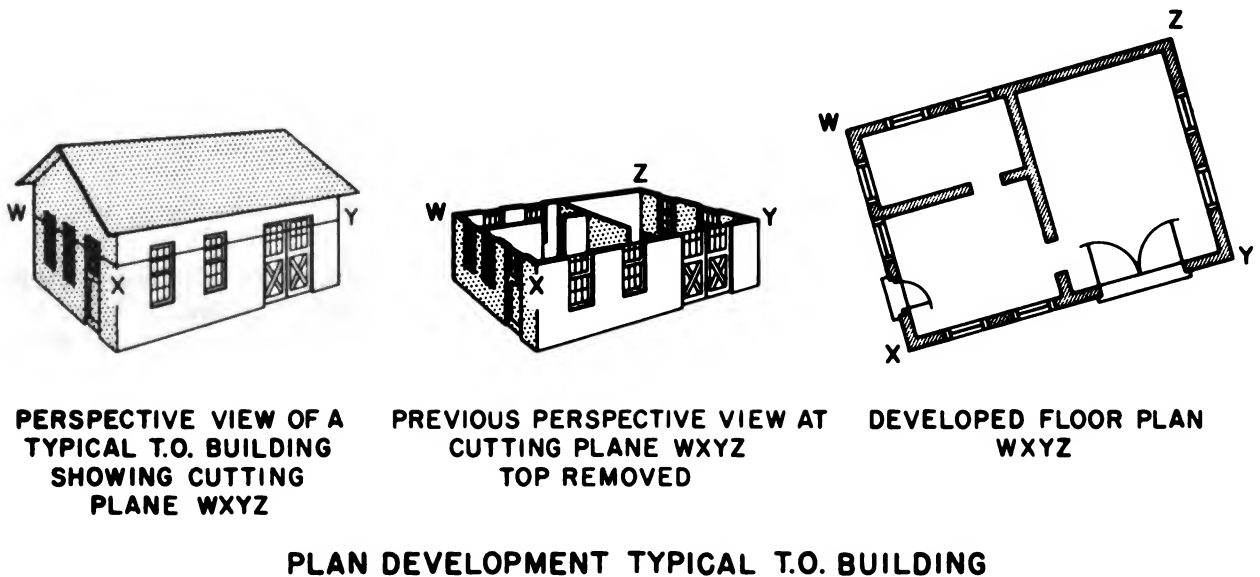 W
X
Y
W
X
Y
Z
W
X
Y
Z
PERSPECTIVE VIEW OF A
TYPICAL T.O. BUILDING
SHOWING CUTTING
PLANE WXYZ
PREVIOUS PERSPECTIVE VIEW AT
CUTTING PLANE WXYZ
TOP REMOVED
DEVELOPED FLOOR PLAN
WXYZ
PLAN DEVELOPMENT TYPICAL T.O. BUILDING